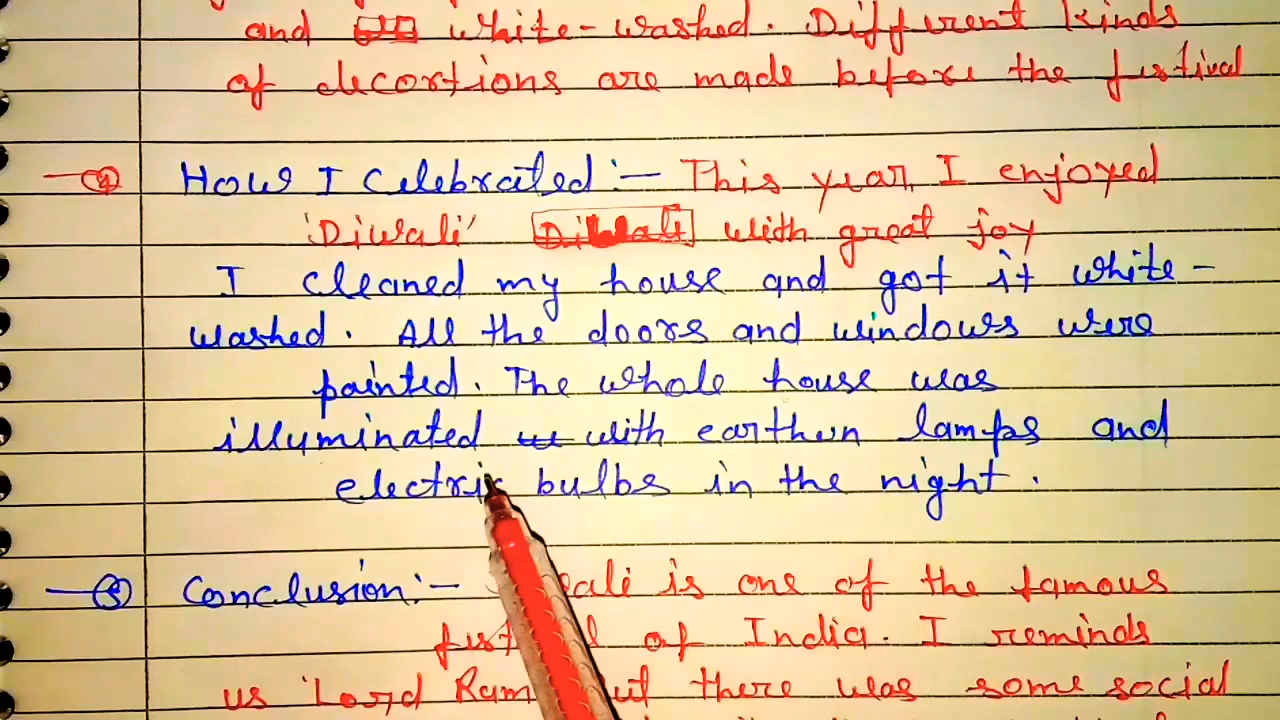 and white-washed. Different kinds
of decortions are made before the festival
④ How I Celebrated:- This year, I enjoyed
'Diwali' Diwali with great joy
I cleaned my house and got it white-
washed. All the doors and windows were
painted. The whole house was
illuminated with earthen lamps and
electric bulbs in the night.
⑤ Conclusion:- is one of the famous
of India. I reminds
us 'Lord Ram there was some social